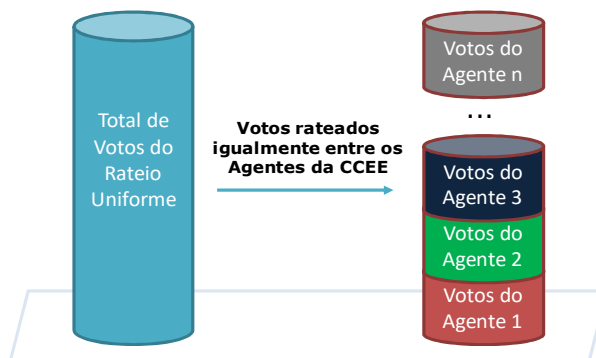 Total de
Votos do
Rateio
Uniforme
Votos rateados
igualmente entre os
Agentes da CCEE
Votos do
Agente n
...
Votos do
Agente 3
Votos do
Agente 2
Votos do
Agente 1